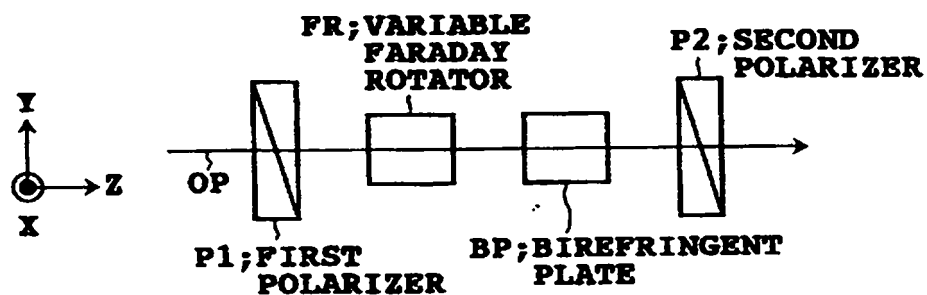 FR;VARIABLE
FARADAY
ROTATOR
P2;SECOND
POLARIZER
Y
Z
X
OP
P1;FIRST
POLARIZER
BP;BIREFRINGENT
PLATE